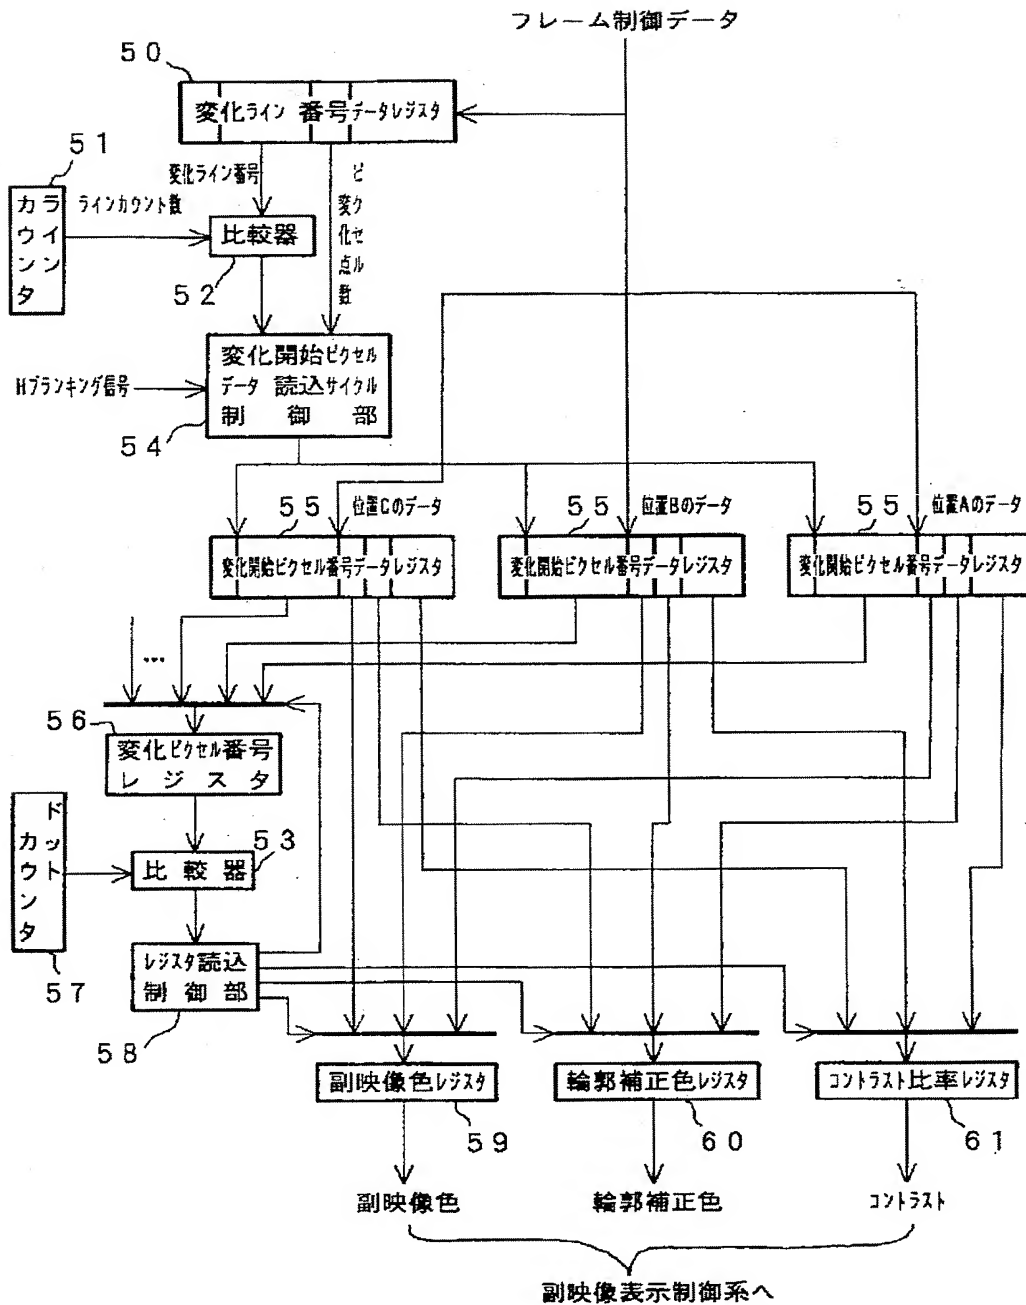 フレーム制御データ
50
変化ライン 番号データレジスタ
51
変化ライン番号
ピクセル数
変化点
ラインカウンタ
ラインカウント数
比較器
52
変化開始ピクセル
データ 読込サイクル
制御部
Hブランキング信号
54
55
位置Cのデータ
55
位置Bのデータ
55
位置Aのデータ
変化開始ピクセル番号データレジスタ
変化開始ピクセル番号データレジスタ
変化開始ピクセル番号データレジスタ
…
56
変化ピクセル番号
レジスタ
ドットカウンタ
53
比較器
57
レジスタ読込
制御部
58
副映像色レジスタ
輪郭補正色レジスタ
コントラスト比率レジスタ
59
60
61
副映像色
輪郭補正色
コントラスト
副映像表示制御系へ